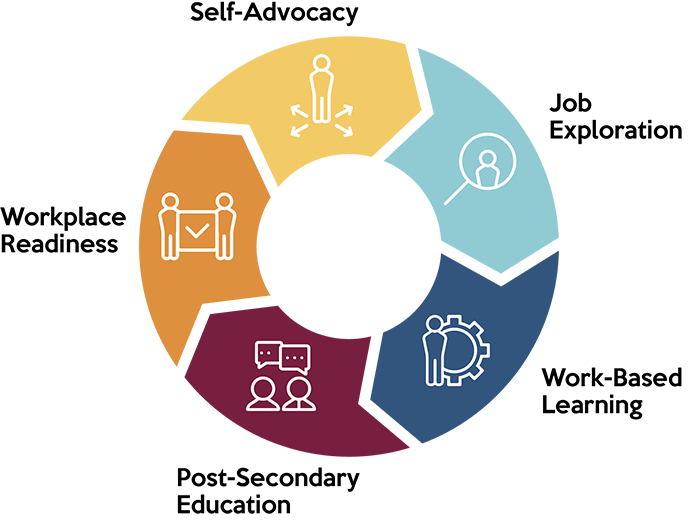 Self-Advocacy
Job
Exploration
Work-Based
Learning
Post-Secondary
Education
Workplace
Readiness